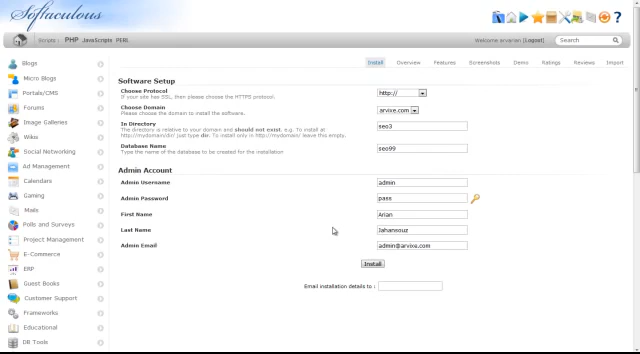 Softaculous
Scripts : PHP JavaScripts PERL
Welcome arvixran [Logout]
Search
Blogs
Micro Blogs
Portals/CMS
Forums
Image Galleries
Wikis
Social Networking
Ad Management
Calendars
Gaming
Mails
Polls and Surveys
Project Management
E-Commerce
ERP
Guest Books
Customer Support
Frameworks
Educational
DB Tools
Install Overview Features Screenshots Demo Ratings Reviews Import
Software Setup
Choose Protocol
If your site has SSL, then please choose the HTTPS protocol.
http://
Choose Domain
Please choose the domain to install the software.
arvixe.com
In Directory
The directory is relative to your domain and should not exist. e.g. To install at
http://mydomain/dir/ just type dir. To install only in http://mydomain/ leave this empty.
seo3
Database Name
Type the name of the database to be created for the installation
seo99
Admin Account
Admin Username
admin
Admin Password
pass
First Name
Arian
Last Name
Jahansouz
Admin Email
admin@arvixe.com
Install
Email installation details to :